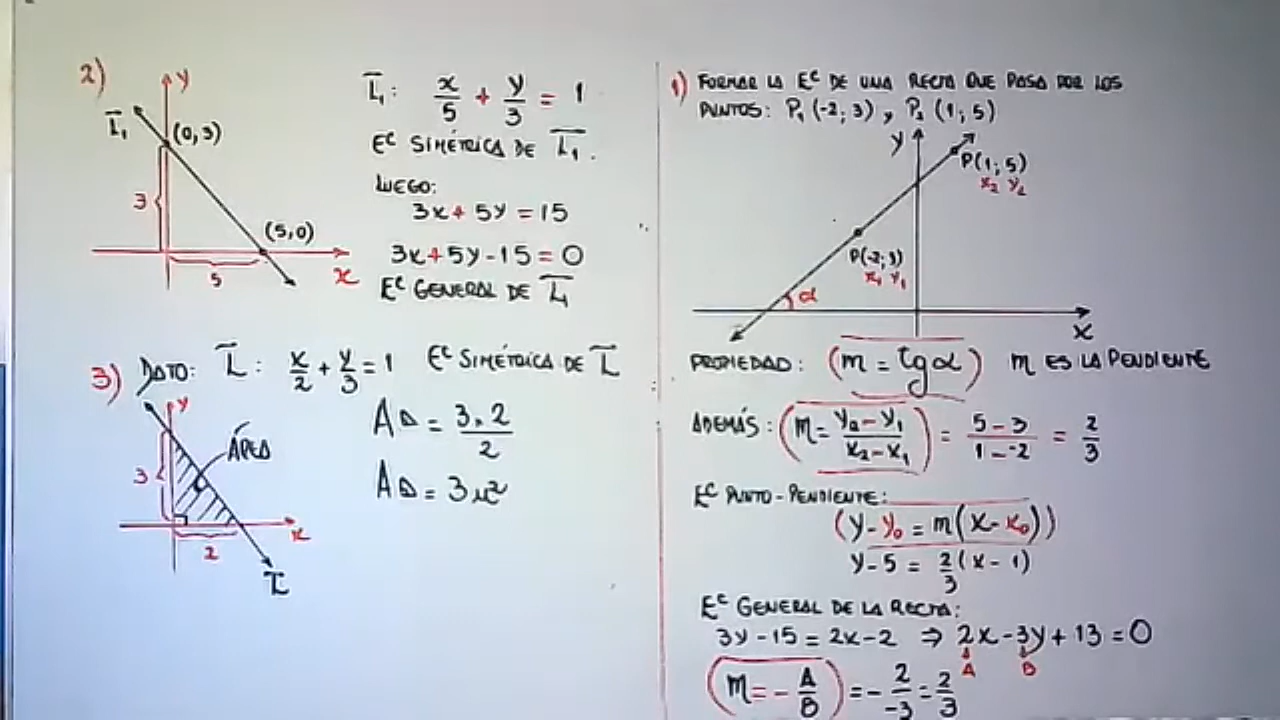 2)
y
L₁
(0,3)
3
(5,0)
5
x
L₁: x/5 + y/3 = 1
Eᶜ SIMÉTRICA DE L₁.
LUEGO:
3x+5y=15
3x+5y-15=0
Eᶜ GENERAL DE L₁
3) DATO: L: x/2 + y/3 = 1 Eᶜ SIMÉTRICA DE L
y
ÁREA
3
x
2
L
A△ = 3.2/2
A△ = 3u²
1) FORMAR LA Eᶜ DE UNA RECTA QUE PASA POR LOS
PUNTOS: P₁(-2;3) y P₂(1;5)
y
P(1;5)
x₂ y₂
P(-2;3)
x₁ y₁
α
x
PROPIEDAD: (m = tgα) m ES LA PENDIENTE
ADEMÁS: (m = y₂-y₁/x₂-x₁) = 5-3/1--2 = 2/3
Eᶜ PUNTO-PENDIENTE:
(y-y₀ = m(x-x₀))
y-5 = 2/3(x-1)
Eᶜ GENERAL DE LA RECTA:
3y-15=2x-2 ⇒ 2x-3y+13=0
A B
(m = -A/B) = -2/-3 = 2/3